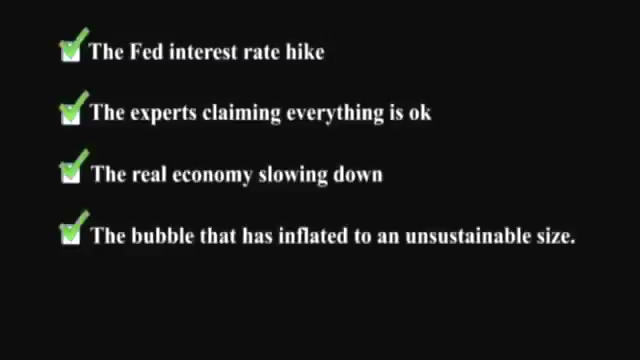 The Fed interest rate hike
The experts claiming everything is ok
The real economy slowing down
The bubble that has inflated to an unsustainable size.